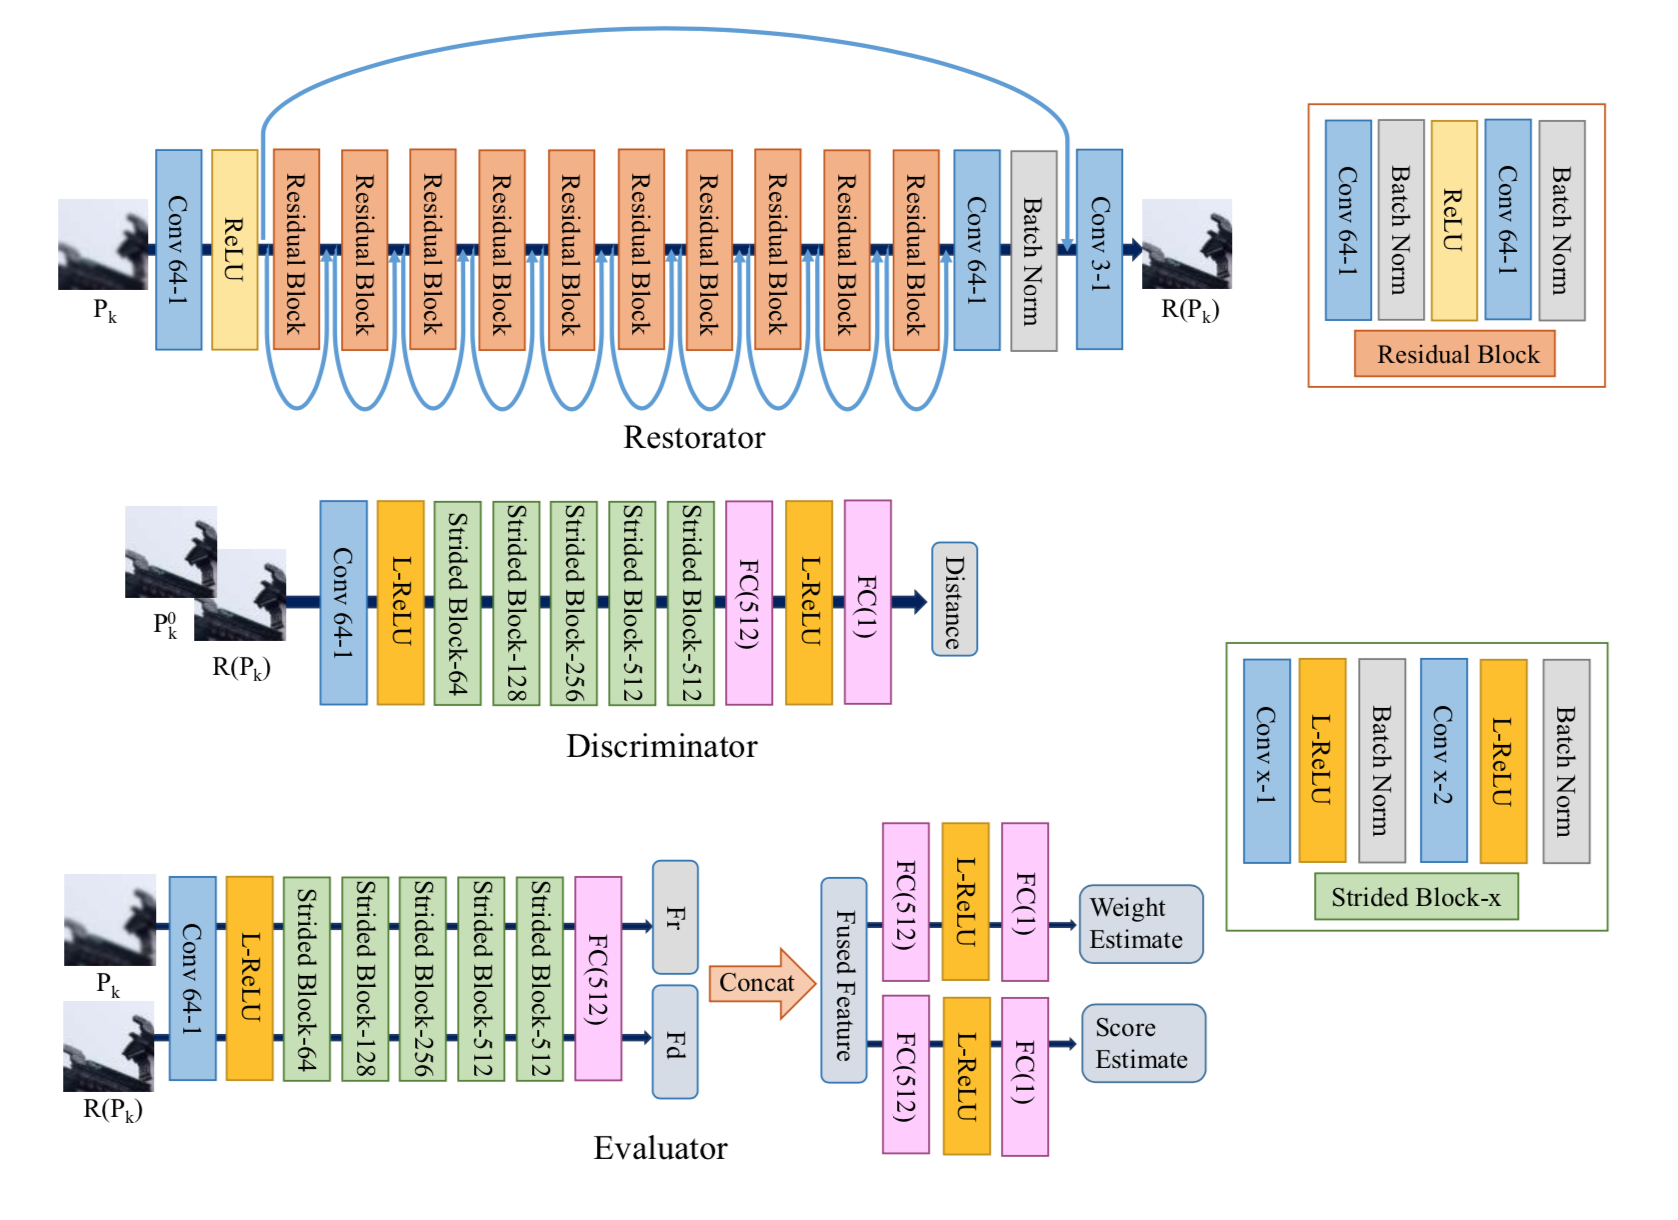 P_k
Conv 64-1
ReLU
Residual Block
Residual Block
Residual Block
Residual Block
Residual Block
Residual Block
Residual Block
Residual Block
Residual Block
Residual Block
Conv 64-1
Batch Norm
Conv 3-1
R(P_k)
Restorator
Conv 64-1
Batch Norm
ReLU
Conv 64-1
Batch Norm
Residual Block
P_k^0
R(P_k)
Conv 64-1
L-ReLU
Strided Block-64
Strided Block-128
Strided Block-256
Strided Block-512
Strided Block-512
FC(512)
L-ReLU
FC(1)
Distance
Discriminator
Conv x-1
L-ReLU
Batch Norm
Conv x-2
L-ReLU
Batch Norm
Strided Block-x
P_k
R(P_k)
Conv 64-1
L-ReLU
Strided Block-64
Strided Block-128
Strided Block-256
Strided Block-512
Strided Block-512
FC(512)
Fr
Fd
Concat
Fused Feature
FC(512)
L-ReLU
FC(1)
Weight
Estimate
FC(512)
L-ReLU
FC(1)
Score
Estimate
Evaluator